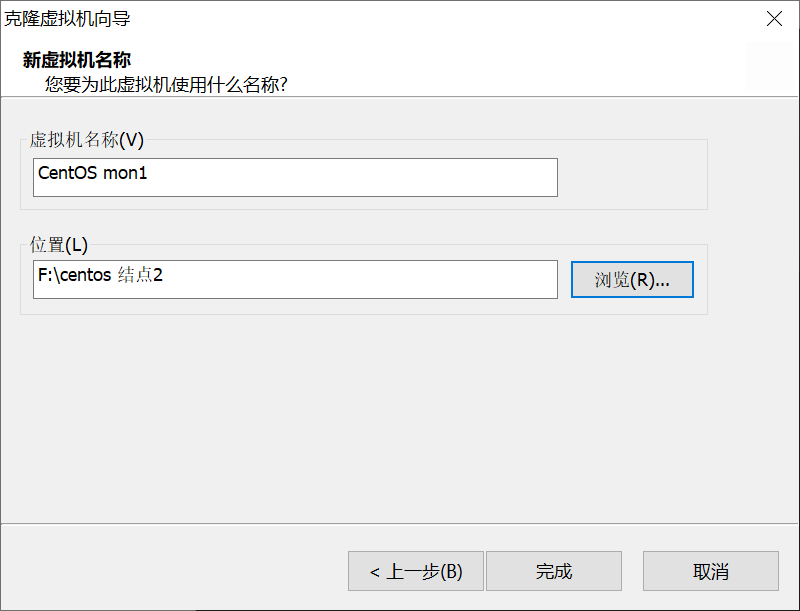 克隆虚拟机向导
新虚拟机名称
您要为此虚拟机使用什么名称?
虚拟机名称(V)
CentOS mon1
位置(L)
F:\centos 结点2
浏览(R)...
< 上一步(B)
完成
取消